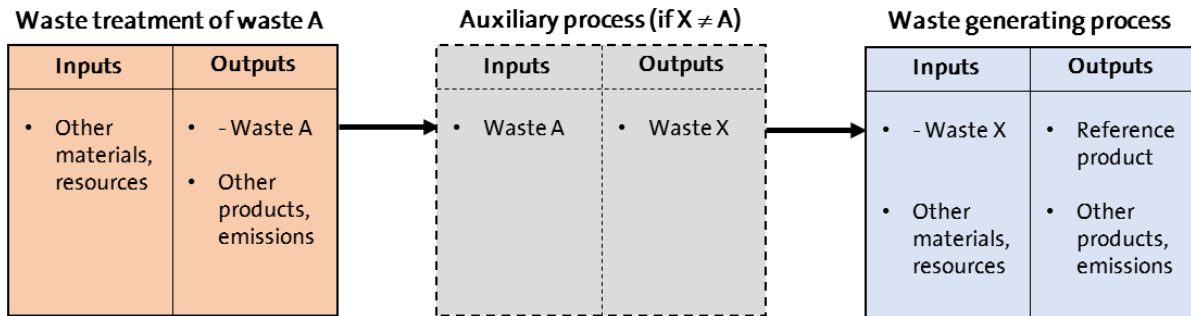 Waste treatment of waste A
Inputs
Outputs
• Other
materials,
resources
• - Waste A
• Other
products,
emissions
Auxiliary process (if X ≠ A)
Inputs
Outputs
• Waste A
• Waste X
Waste generating process
Inputs
Outputs
• - Waste X
• Other
materials,
resources
• Reference
product
• Other
products,
emissions